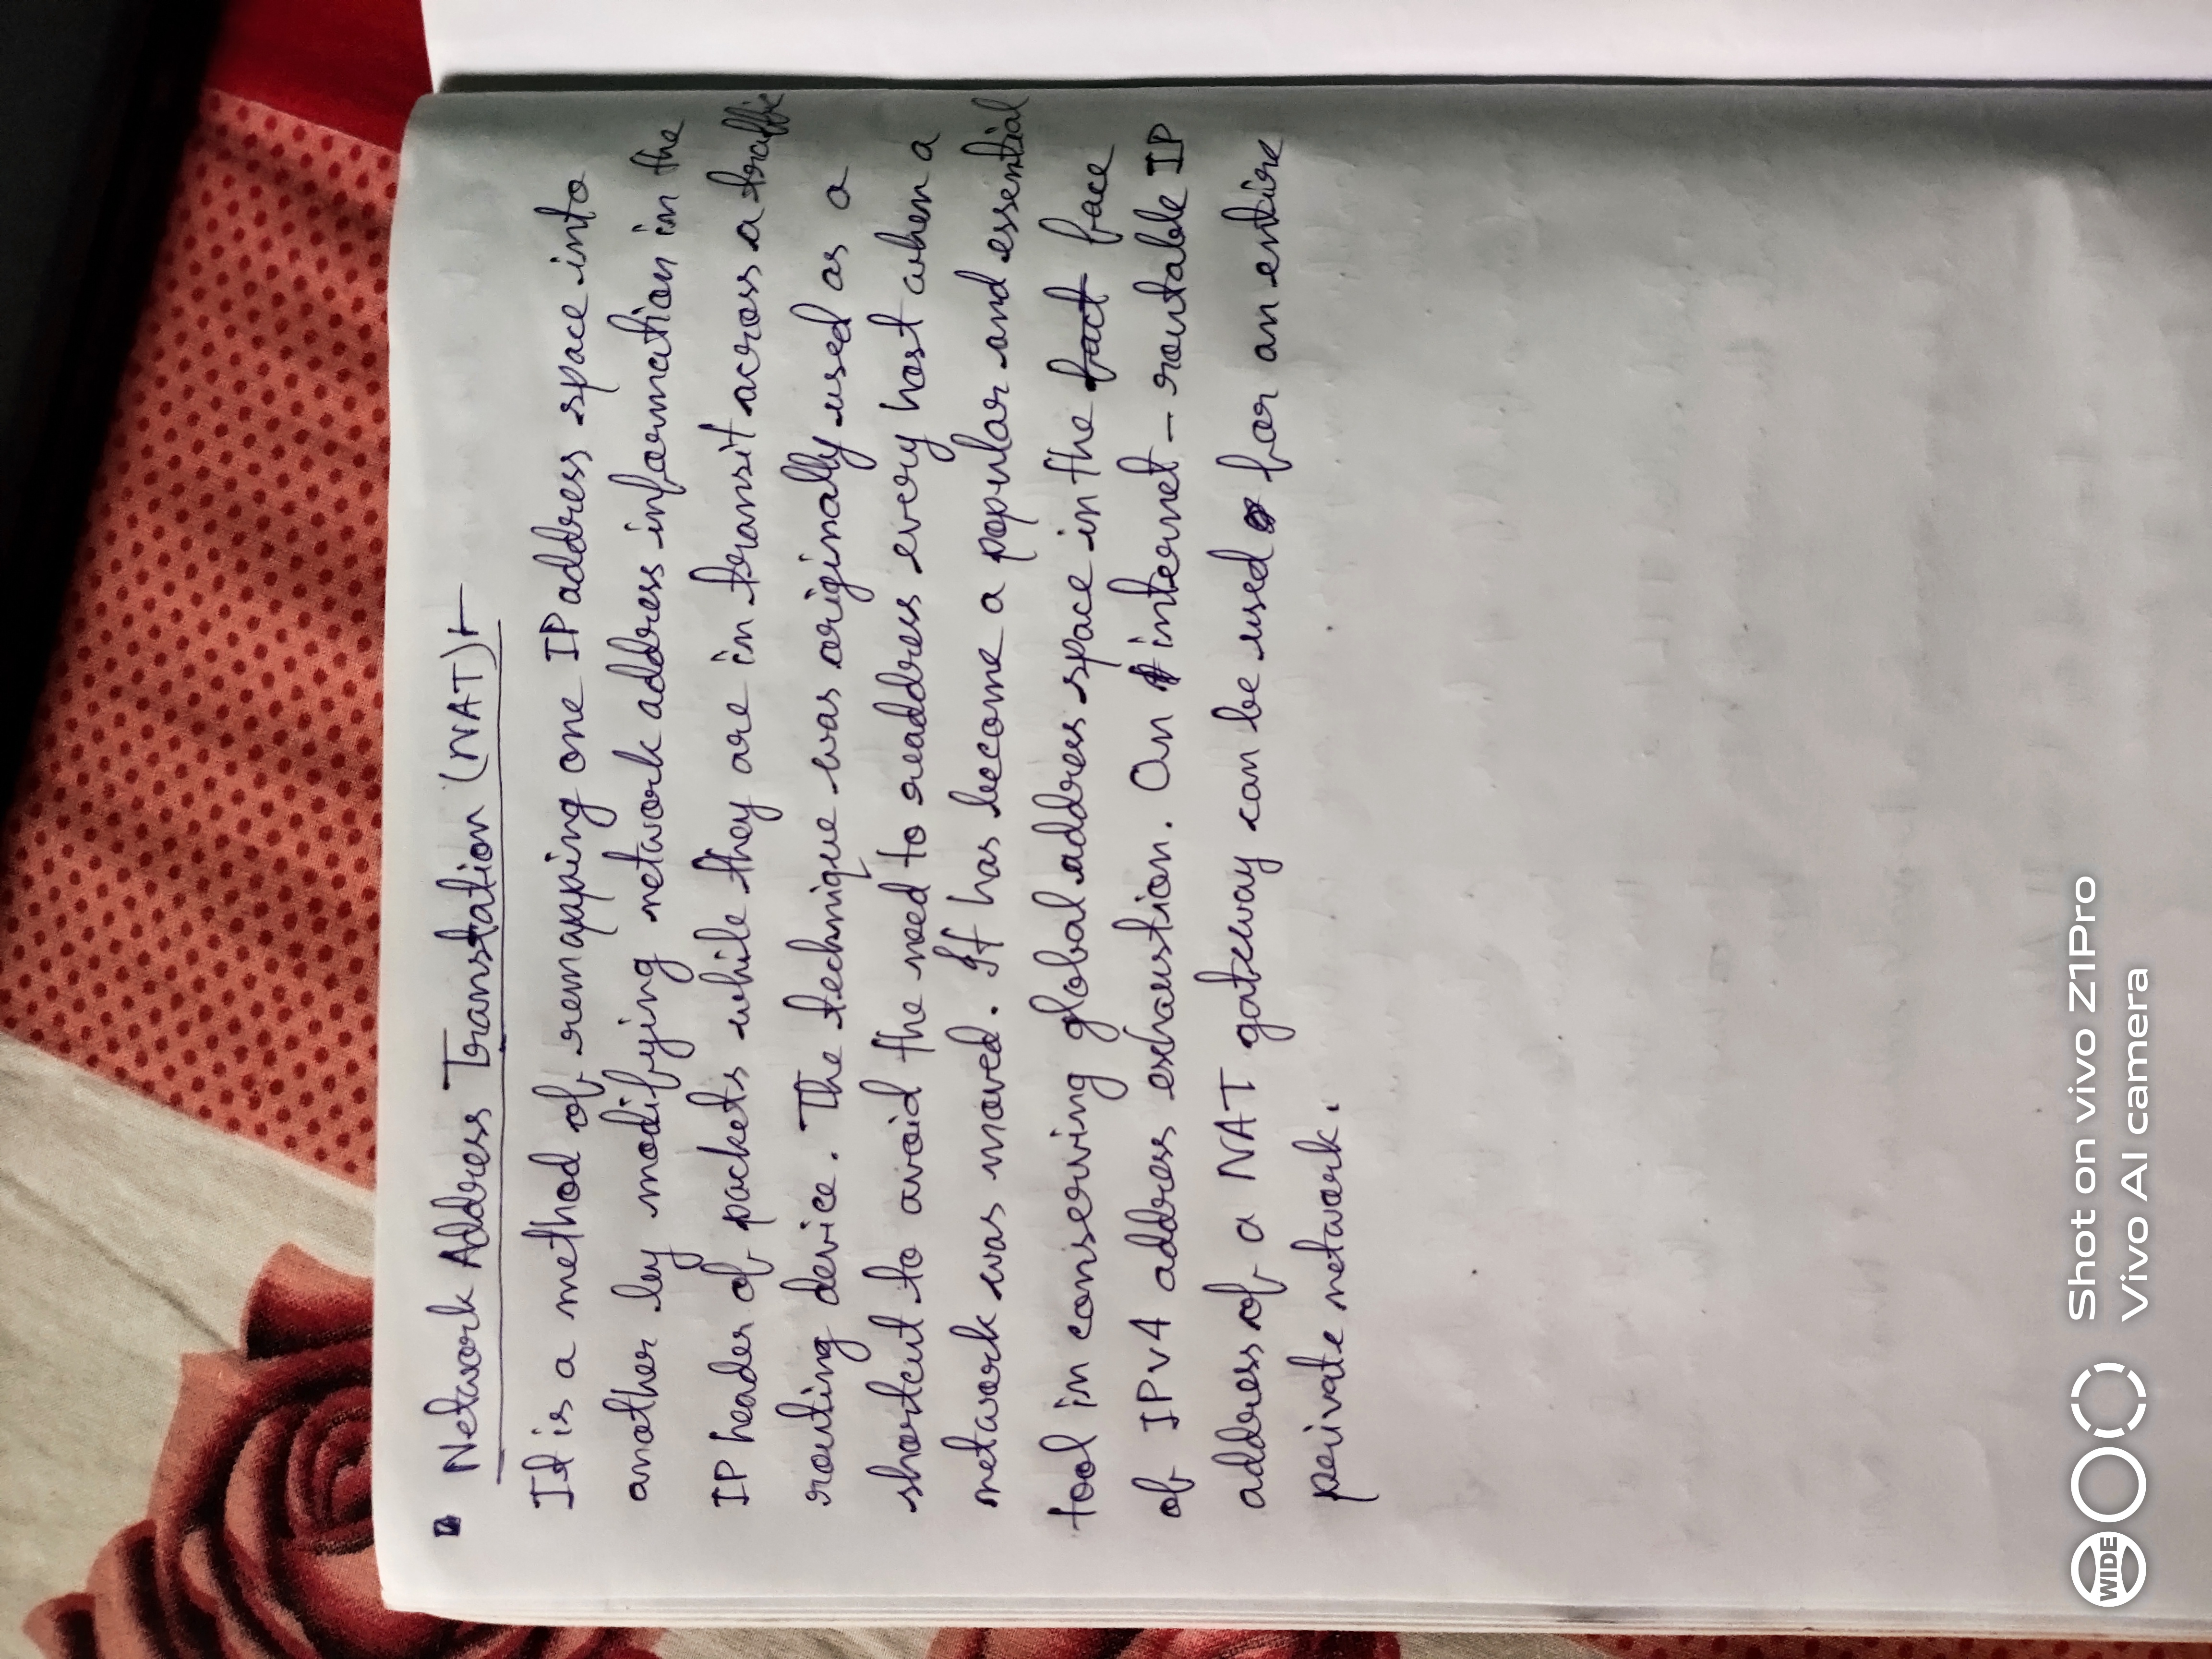 Network Address Transtation (NAT):-
It is a method of remapping one IP address space into
another by modifying network address information in the
IP header of packets while they are in transit across a traffic
routing device. The technique was originally used as a
shortcut to avoid the need to readdress every host when a
network was moved. It has become a popular and essential
tool in conserving global address space in the fact face
of IPv4 address exhaustion. On internet - routable IP
address of a NAT gateway can be used for an entire
private network.
WIDE
Shot on vivo Z1Pro
Vivo AI camera